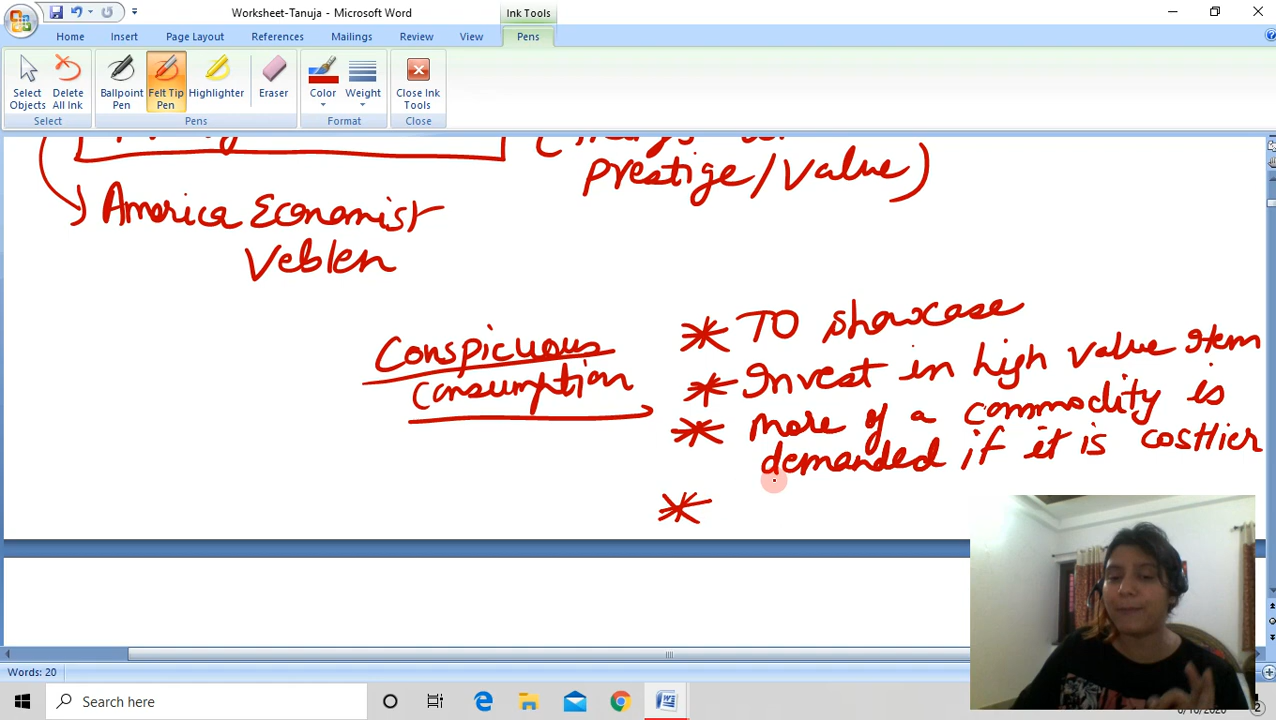 Worksheet-Tanuja - Microsoft Word
Ink Tools
Home Insert Page Layout References Mailings Review View Pens
Select Objects
Delete All Ink
Ballpoint Pen
Felt Tip Pen
Highlighter
Eraser
Color
Weight
Close Ink Tools
Select Pens Format Close
Prestige/Value)
America Economist
Veblen
Conspicuous
Consumption
* TO showcase
* Invest in high value item
* More of a commodity is
demanded if it is costlier
*
Words: 20
Search here
2